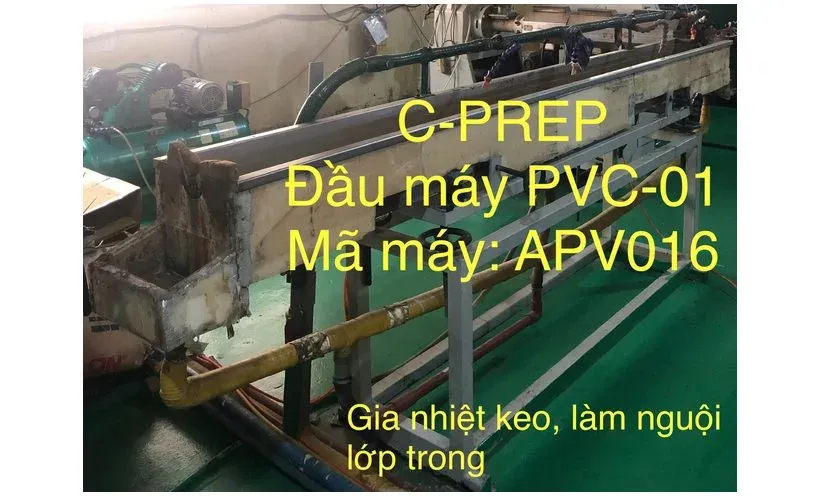 C-PREP
Đầu máy PVC-01
Mã máy: APV016
Gia nhiệt keo, làm nguội
lớp trong